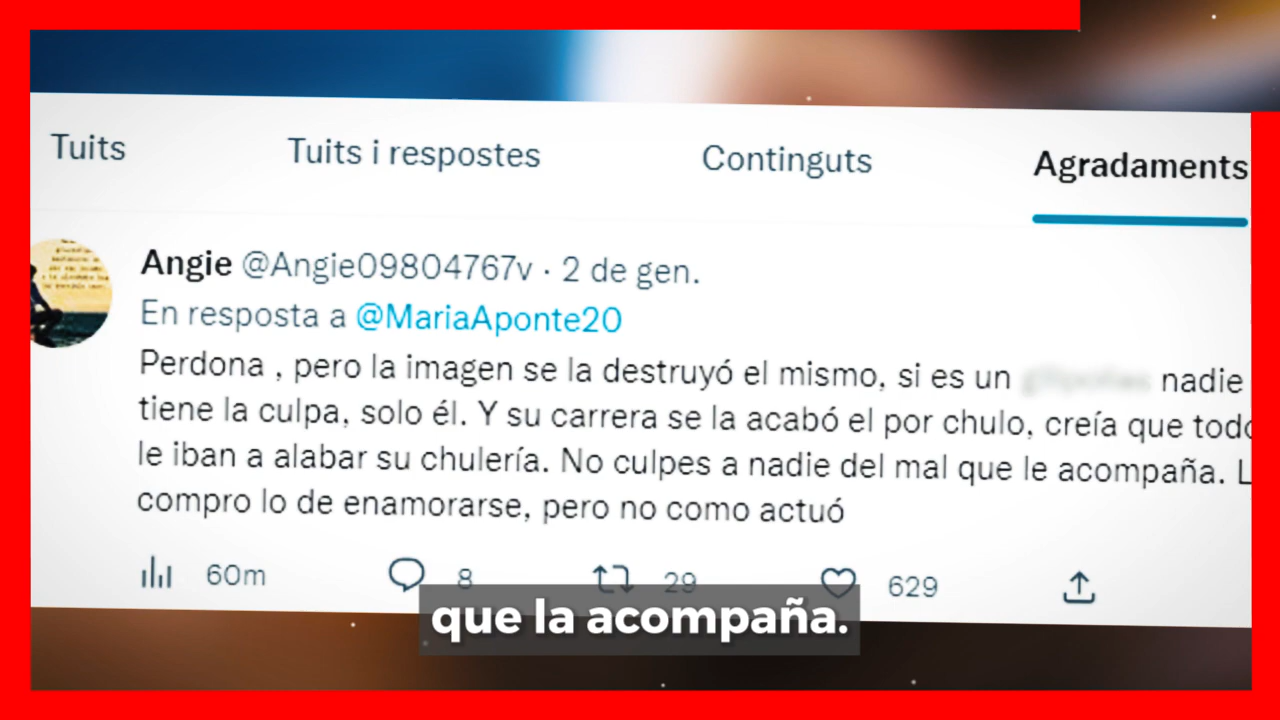 Tuits
Tuits i respostes
Continguts
Agradaments
Angie @Angie09804767v · 2 de gen.
En resposta a @MariaAponte20
Perdona , pero la imagen se la destruyó el mismo, si es un nadie
tiene la culpa, solo él. Y su carrera se la acabó el por chulo, creía que todo
le iban a alabar su chulería. No culpes a nadie del mal que le acompaña. L
compro lo de enamorarse, pero no como actuó
60m
8
29
629
que la acompaña.